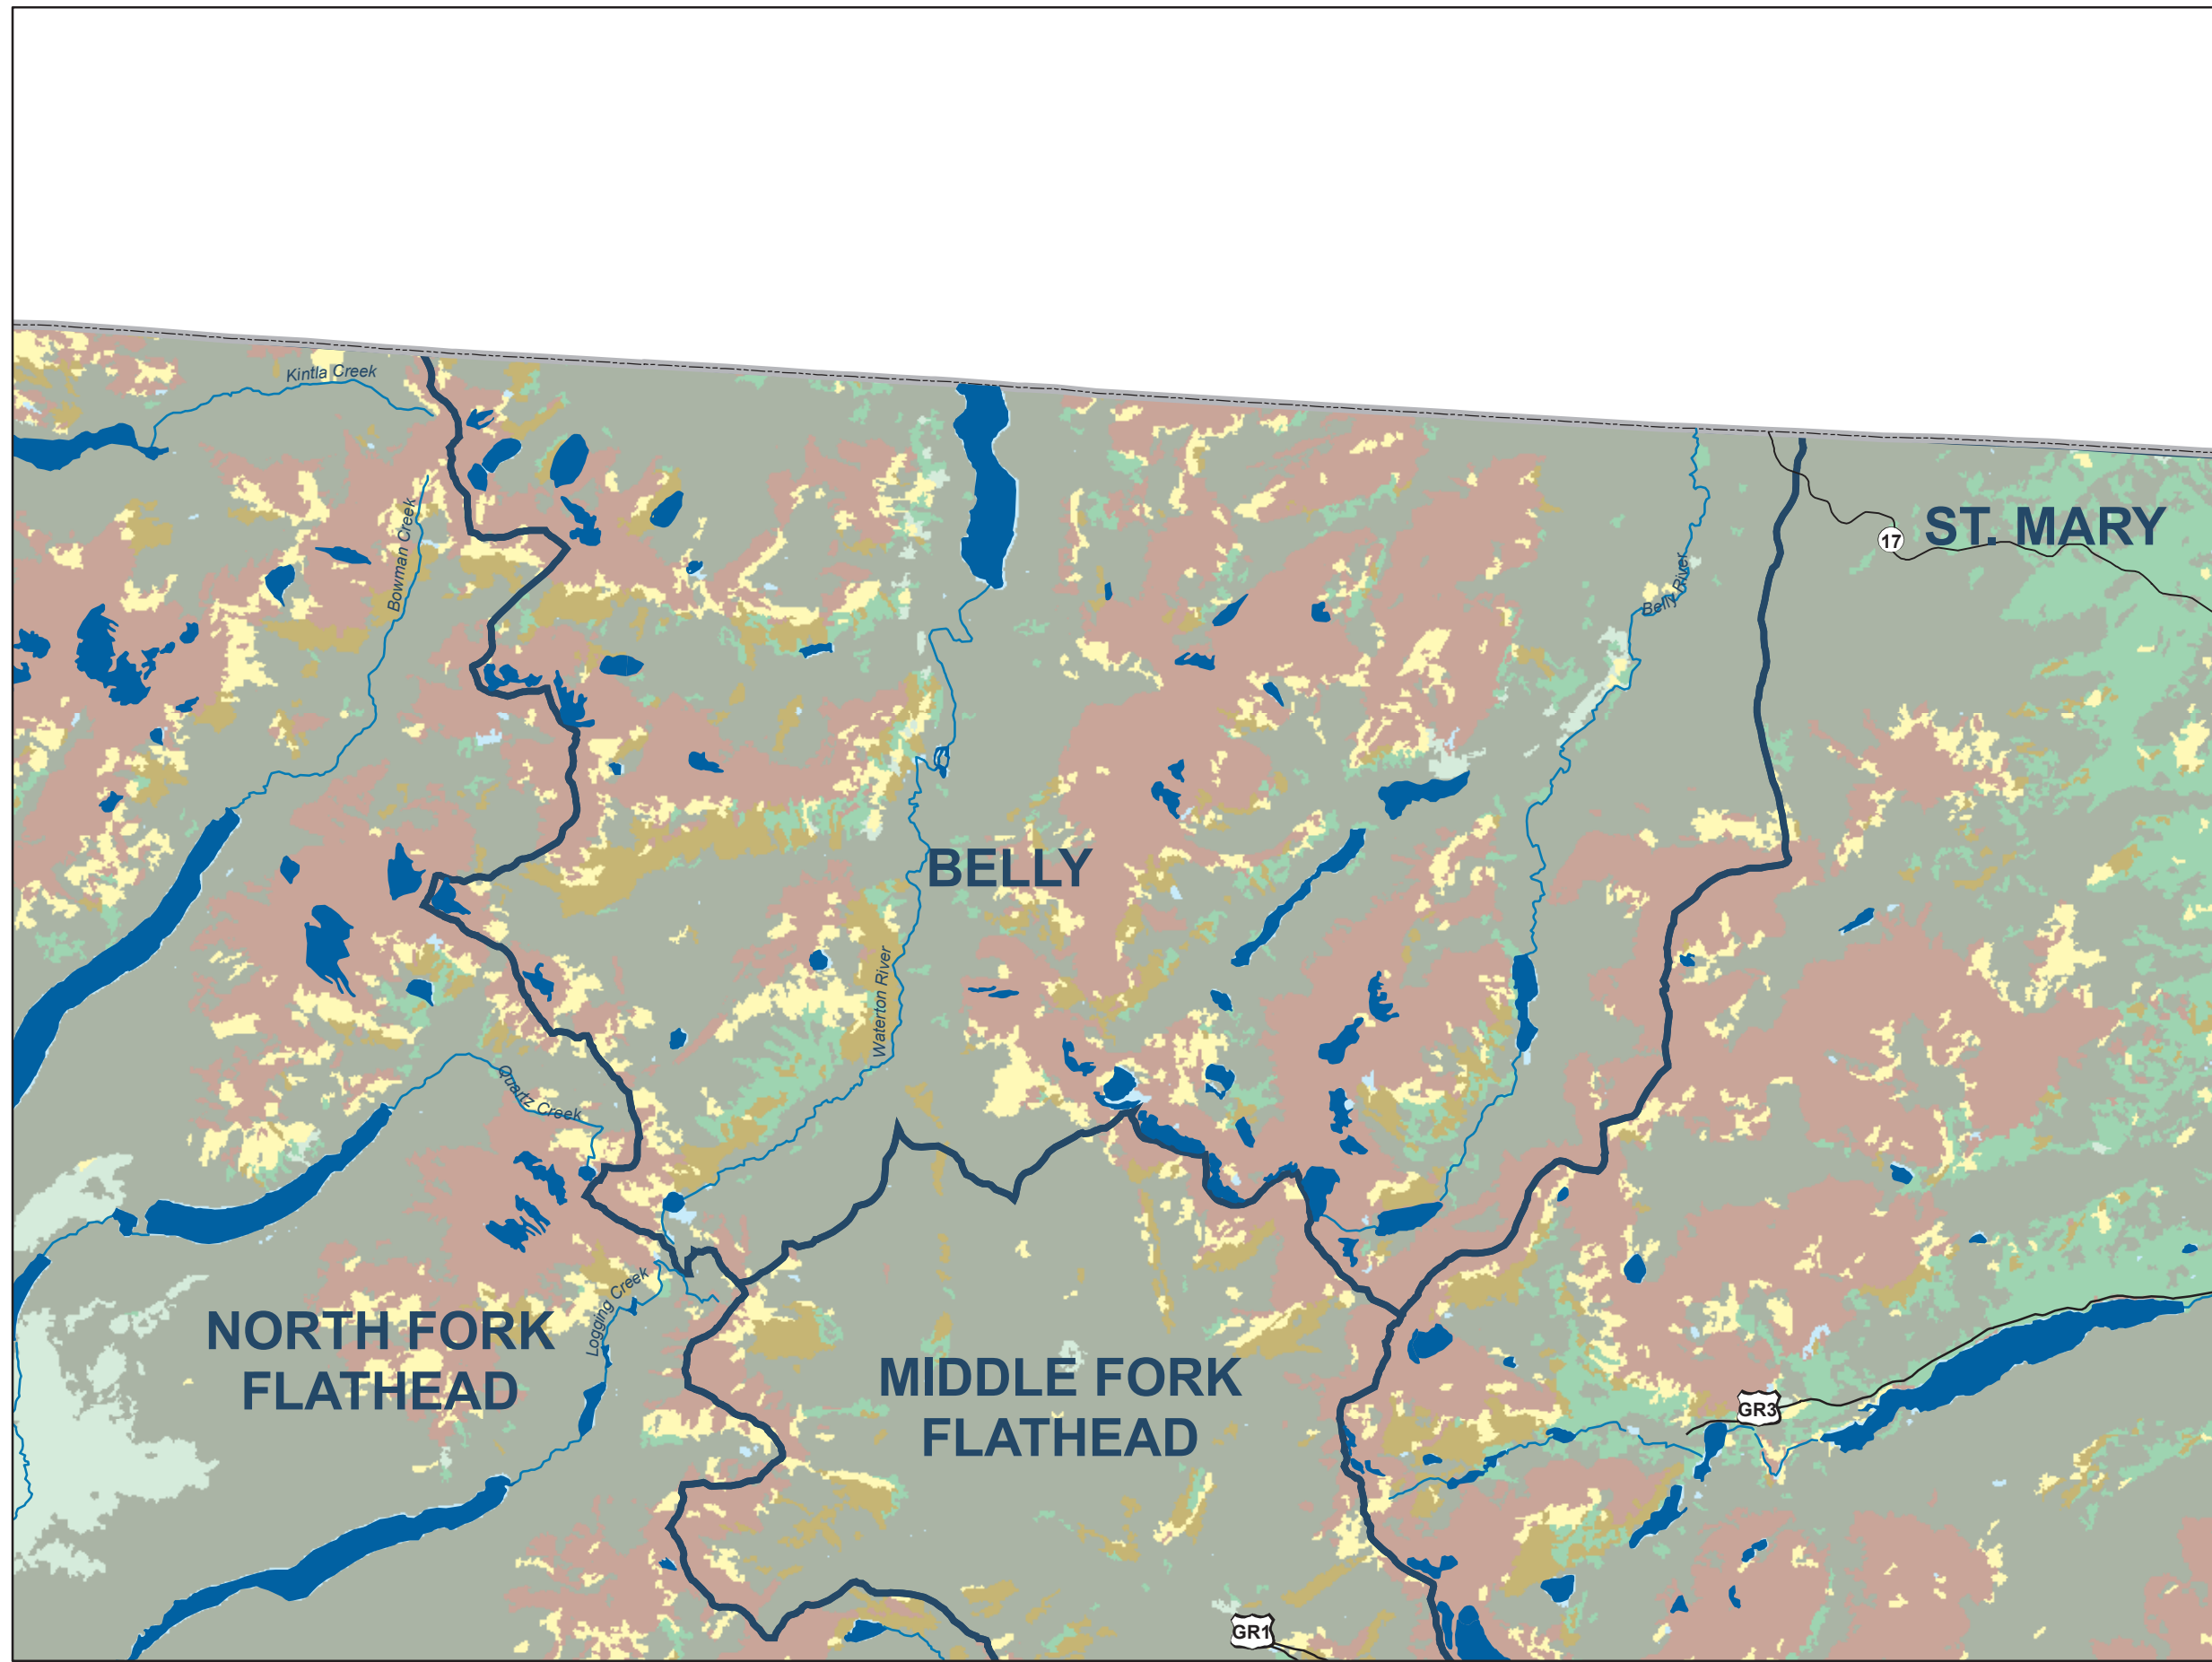 Kintla Creek
Bowman Creek
17
ST. MARY
Belly River
BELLY
Waterton River
Quartz Creek
Logging Creek
NORTH FORK
FLATHEAD
MIDDLE FORK
FLATHEAD
GR3
GR1